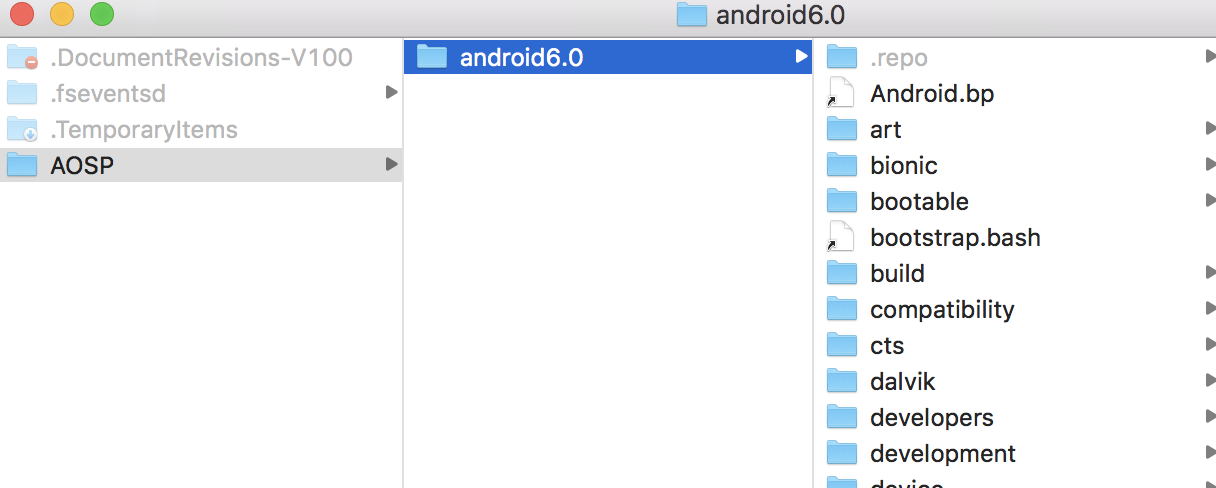 android6.0
.DocumentRevisions-V100
.fseventsd
.TemporaryItems
AOSP
android6.0
.repo
Android.bp
art
bionic
bootable
bootstrap.bash
build
compatibility
cts
dalvik
developers
development
device